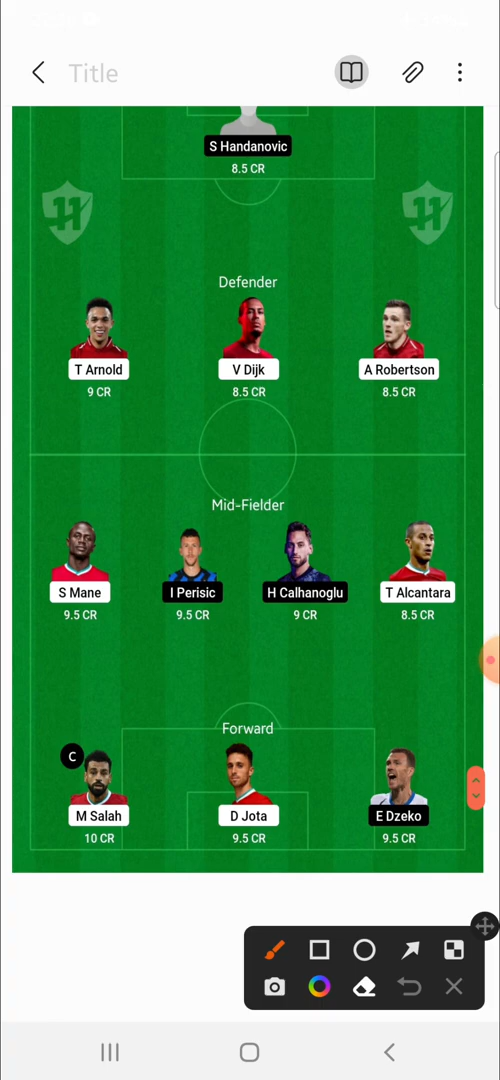 Title
S Handanovic
8.5 CR
Defender
T Arnold
V Dijk
A Robertson
9 CR
8.5 CR
8.5 CR
Mid-Fielder
S Mane
I Perisic
H Calhanoglu
T Alcantara
9.5 CR
9.5 CR
9 CR
8.5 CR
Forward
C
M Salah
D Jota
E Dzeko
10 CR
9.5 CR
9.5 CR